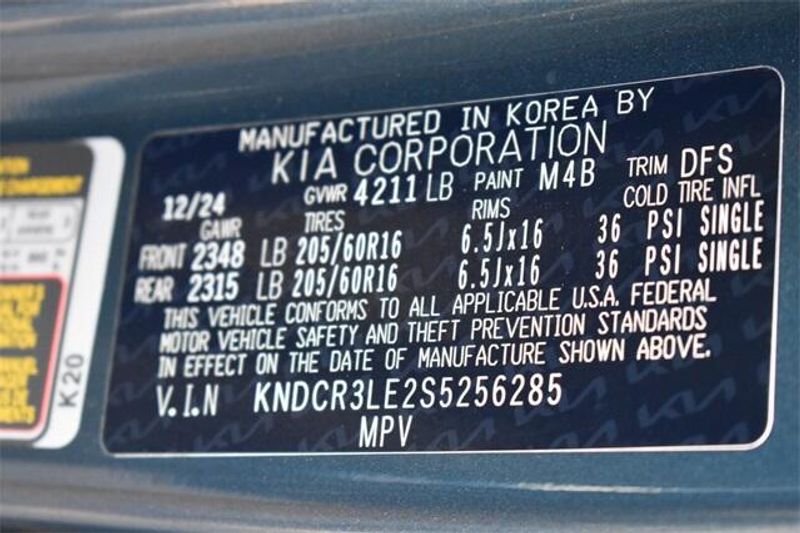 MANUFACTURED IN KOREA BY
KIA CORPORATION
12/24 GVWR 4211 LB PAINT M4B TRIM DFS
GAWR TIRES RIMS COLD TIRE INFL
FRONT 2348 LB 205/60R16 6.5Jx16 36 PSI SINGLE
REAR 2315 LB 205/60R16 6.5Jx16 36 PSI SINGLE
THIS VEHICLE CONFORMS TO ALL APPLICABLE U.S.A. FEDERAL
MOTOR VEHICLE SAFETY AND THEFT PREVENTION STANDARDS
IN EFFECT ON THE DATE OF MANUFACTURE SHOWN ABOVE.
V.I.N KNDCR3LE2S5256285
MPV
K20